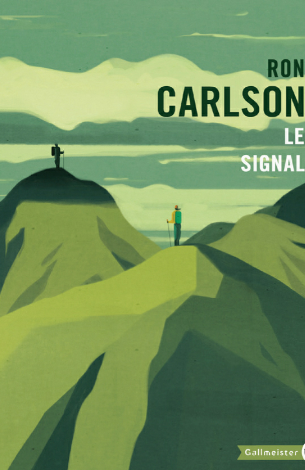 RON
CARLSON
LE
SIGNAL
Gallmeister